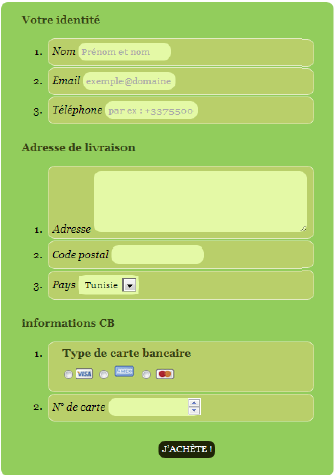 Votre identité
1. Nom Prénom et nom
2. Email exemple@domaine
3. Téléphone par ex : +3375500
Adresse de livraison
1. Adresse
2. Code postal
3. Pays Tunisie
informations CB
1. Type de carte bancaire
VISA
2. N° de carte
J'ACHÈTE !